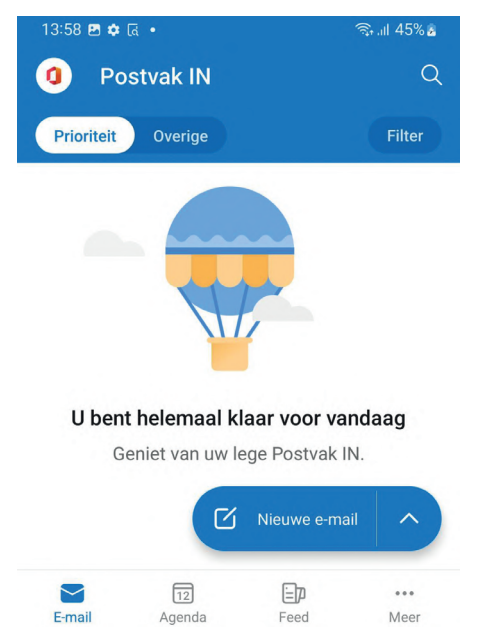 13:58 45%
Postvak IN
Prioriteit Overige Filter
U bent helemaal klaar voor vandaag
Geniet van uw lege Postvak IN.
Nieuwe e-mail
12
E-mail Agenda Feed Meer